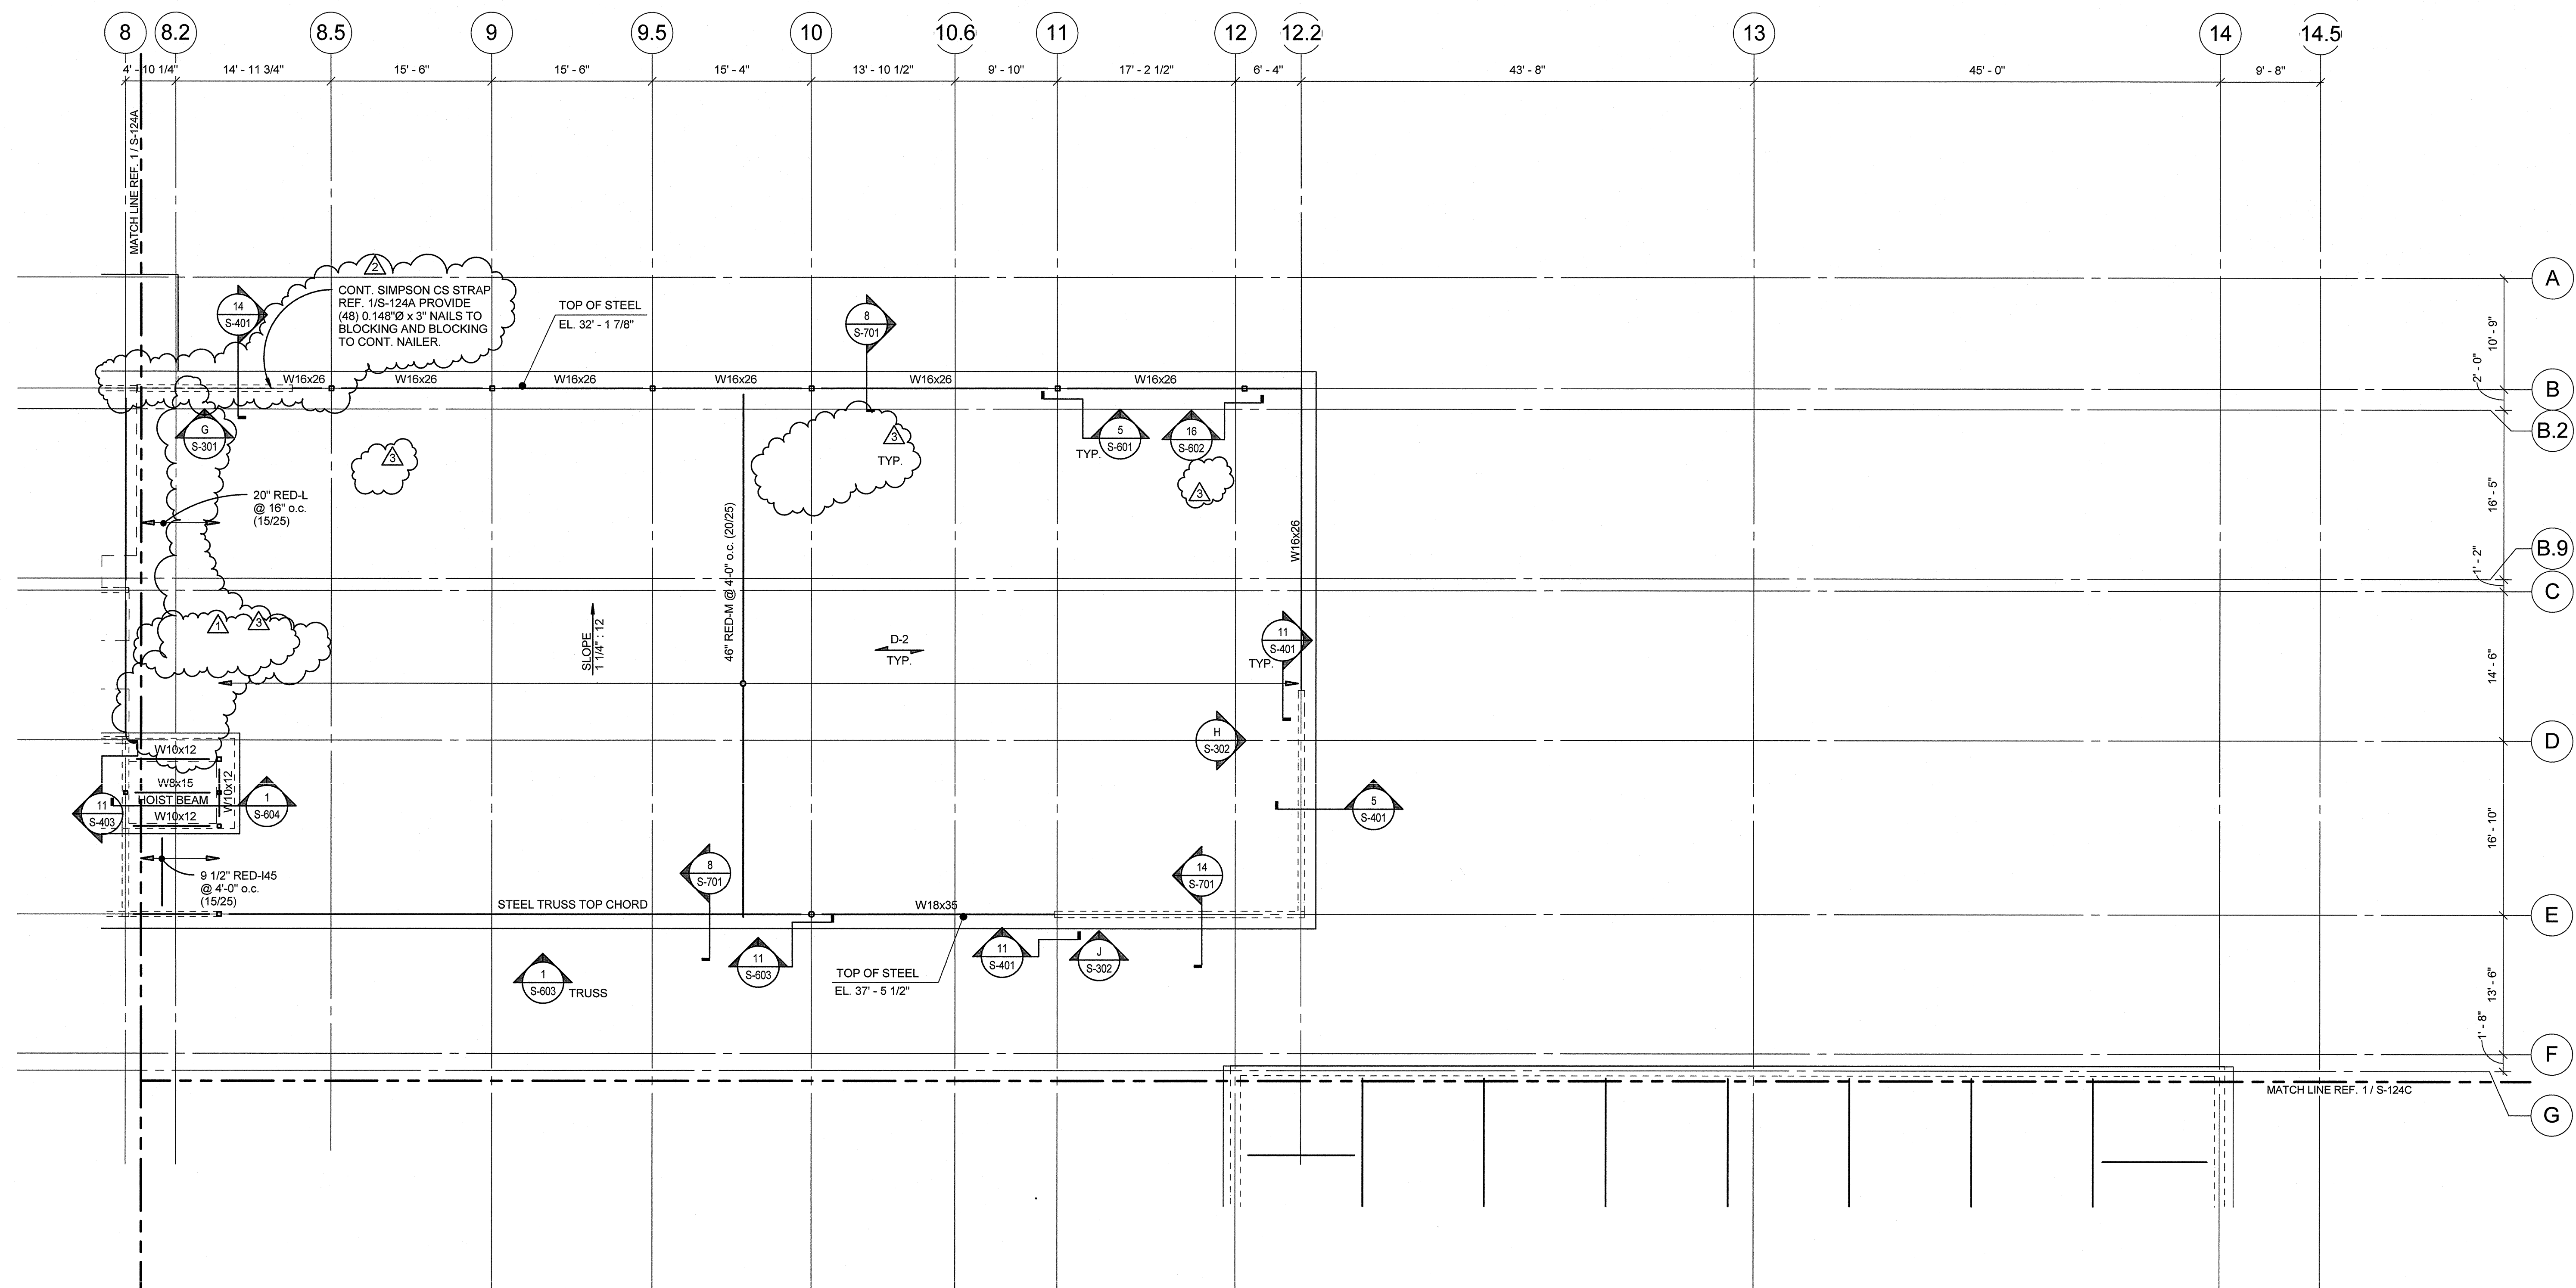 8
8.2
8.5
9
9.5
10
10.6
11
12
12.2
13
14
14.5
4' - 10 1/4"
14' - 11 3/4"
15' - 6"
15' - 6"
15' - 4"
13' - 10 1/2"
9' - 10"
17' - 2 1/2"
6' - 4"
43' - 8"
45' - 0"
9' - 8"
MATCH LINE REF. 1 / S-124A
2
CONT. SIMPSON CS STRAP
REF. 1/S-124A PROVIDE
(48) 0.148"Ø x 3" NAILS TO
BLOCKING AND BLOCKING
TO CONT. NAILER.
14
S-401
TOP OF STEEL
EL. 32' - 1 7/8"
8
S-701
A
10' - 9"
2' - 0"
W16x26
W16x26
W16x26
W16x26
W16x26
W16x26
B
B.2
G
S-301
3
3
TYP.
TYP.
5
S-601
16
S-602
3
20" RED-L
@ 16" o.c.
(15/25)
46" RED-M @ 4'-0" o.c. (20/25)
W16x26
16' - 5"
B.9
1' - 2"
C
1
3
SLOPE
1 1/4" : 12
D-2
TYP.
11
S-401
TYP.
14' - 6"
H
S-302
D
W10x12
W8x15
HOIST BEAM
W10x12
W10x12
11
S-403
1
S-604
5
S-401
16' - 10"
9 1/2" RED-I45
@ 4'-0" o.c.
(15/25)
8
S-701
14
S-701
STEEL TRUSS TOP CHORD
W18x35
E
11
S-603
11
S-401
J
S-302
1
S-603
TRUSS
TOP OF STEEL
EL. 37' - 5 1/2"
13' - 6"
1' - 8"
F
MATCH LINE REF. 1 / S-124C
G